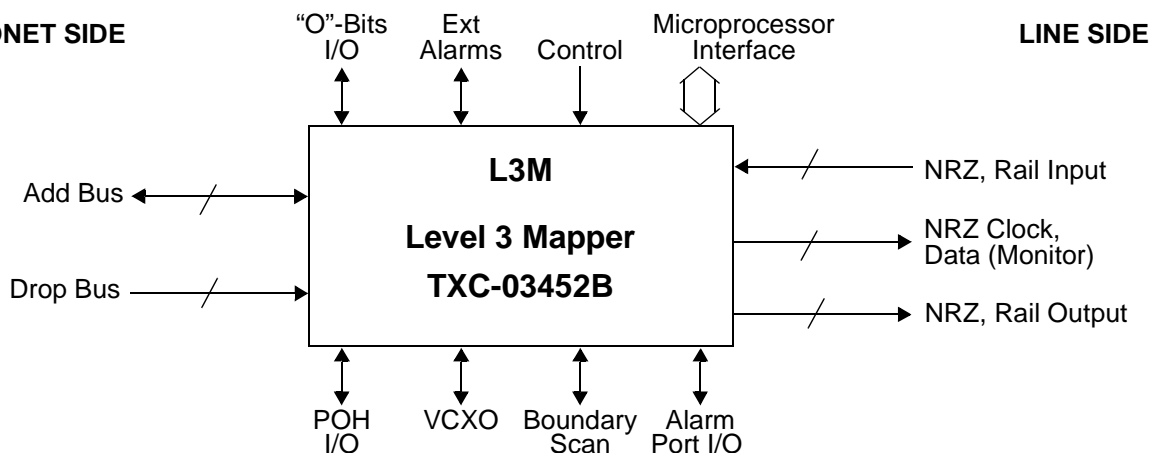 ONET SIDE
“O”-Bits
I/O
Ext
Alarms
Control
Microprocessor
Interface
LINE SIDE
L3M
Level 3 Mapper
TXC-03452B
Add Bus
Drop Bus
NRZ, Rail Input
NRZ Clock,
Data (Monitor)
NRZ, Rail Output
POH
I/O
VCXO
Boundary
Scan
Alarm
Port I/O